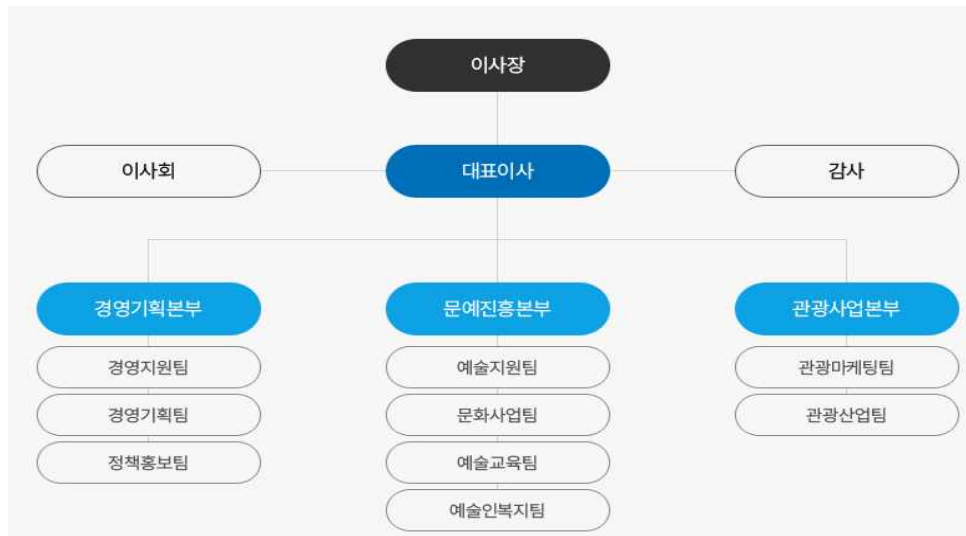 이사장
이사회
대표이사
감사
경영기획본부
문예진흥본부
관광사업본부
경영지원팀
예술지원팀
관광마케팅팀
경영기획팀
문화사업팀
관광산업팀
정책홍보팀
예술교육팀
예술인복지팀